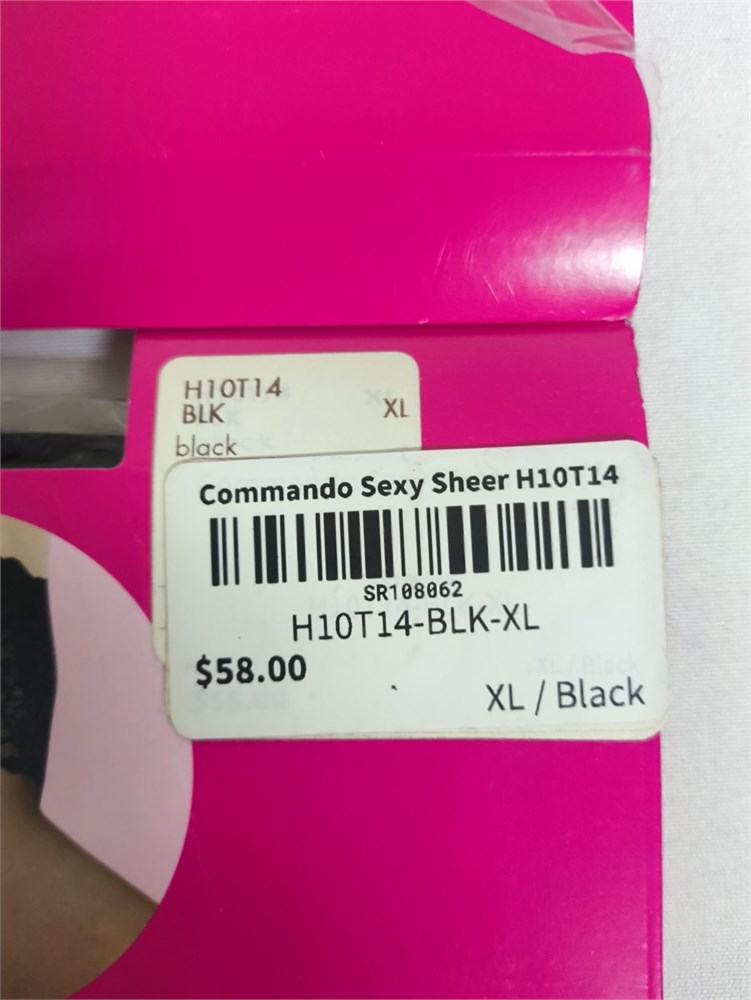 H10T14
BLK XL
black
Commando Sexy Sheer H10T14
SR108062
H10T14-BLK-XL
$58.00
XL / Black